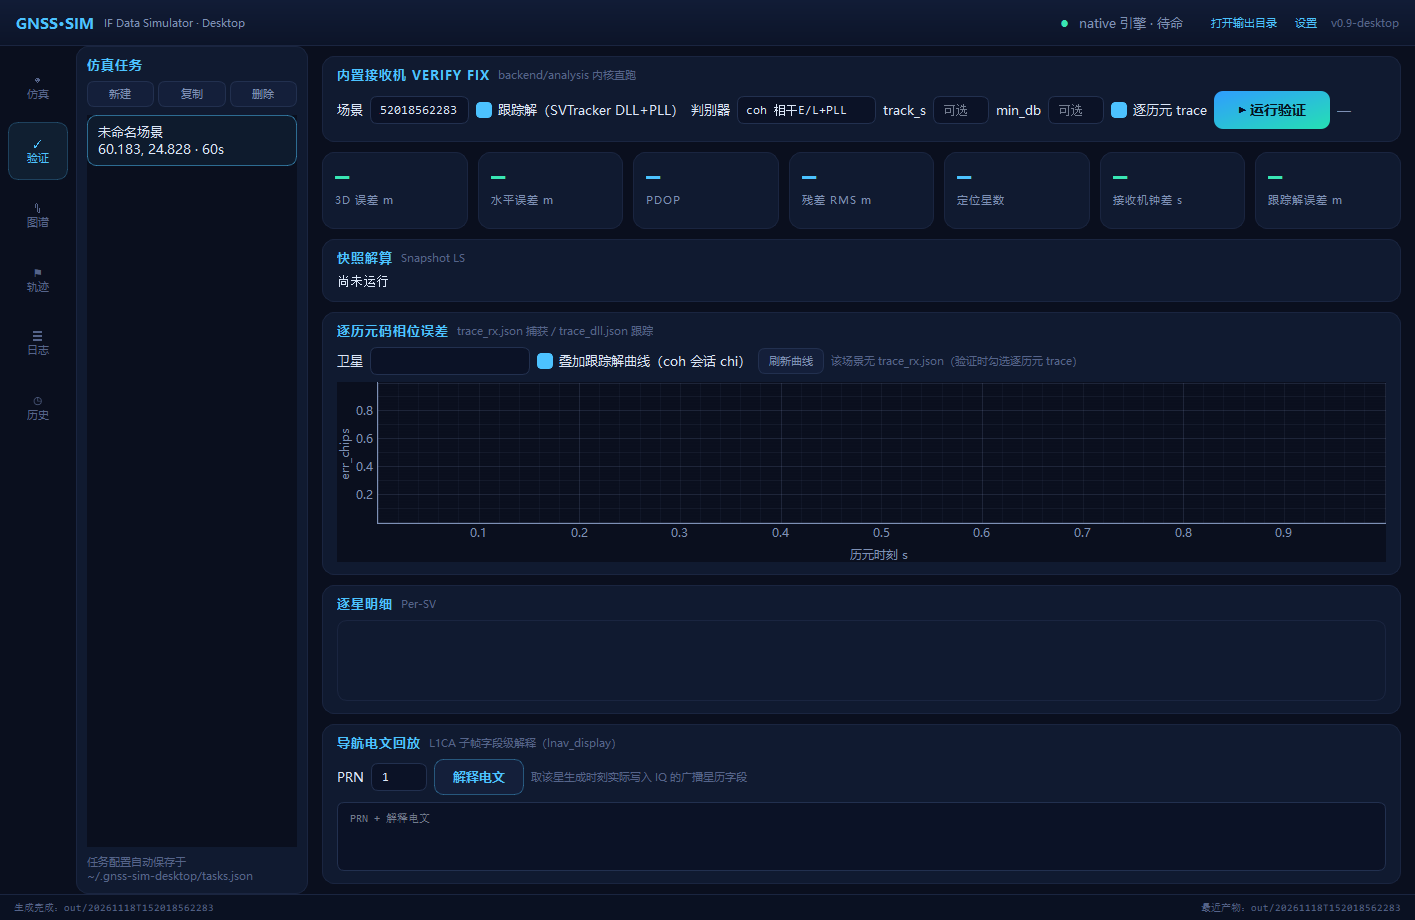 GNSS•SIM IF Data Simulator · Desktop
native 引擎 · 待命 打开输出目录 设置 v0.9-desktop
仿真
验证
图谱
轨迹
日志
历史
仿真任务
新建 复制 删除
未命名场景
60.183, 24.828 · 60s
任务配置自动保存于
~/.gnss-sim-desktop/tasks.json
内置接收机 VERIFY FIX backend/analysis 内核直跑
场景 52018562283 跟踪解（SVTracker DLL+PLL） 判别器 coh 相干E/L+PLL track_s 可选 min_db 可选 逐历元 trace ▸ 运行验证 —
— — — — — — —
3D 误差 m 水平误差 m PDOP 残差 RMS m 定位星数 接收机钟差 s 跟踪解误差 m
快照解算 Snapshot LS
尚未运行
逐历元码相位误差 trace_rx.json 捕获 / trace_dll.json 跟踪
卫星 叠加跟踪解曲线（coh 会话 chi） 刷新曲线 该场景无 trace_rx.json（验证时勾选逐历元 trace）
err_chips
0.8
0.6
0.4
0.2
0.1 0.2 0.3 0.4 0.5 0.6 0.7 0.8 0.9
历元时刻 s
逐星明细 Per-SV
导航电文回放 L1CA 子帧字段级解释（lnav_display）
PRN 1 解释电文 取该星生成时刻实际写入 IQ 的广播星历字段
PRN + 解释电文
生成完成: out/20261118T152018562283 最近产物: out/20261118T152018562283